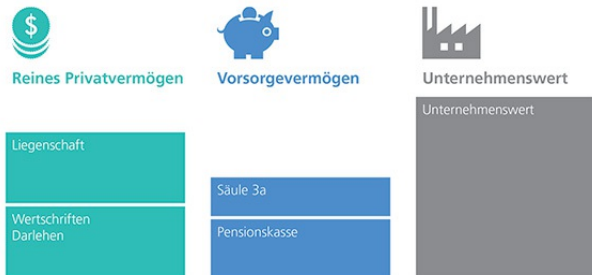 $
Reines Privatvermögen
Vorsorgevermögen
Unternehmenswert
Liegenschaft
Wertschriften
Darlehen
Säule 3a
Pensionskasse
Unternehmenswert